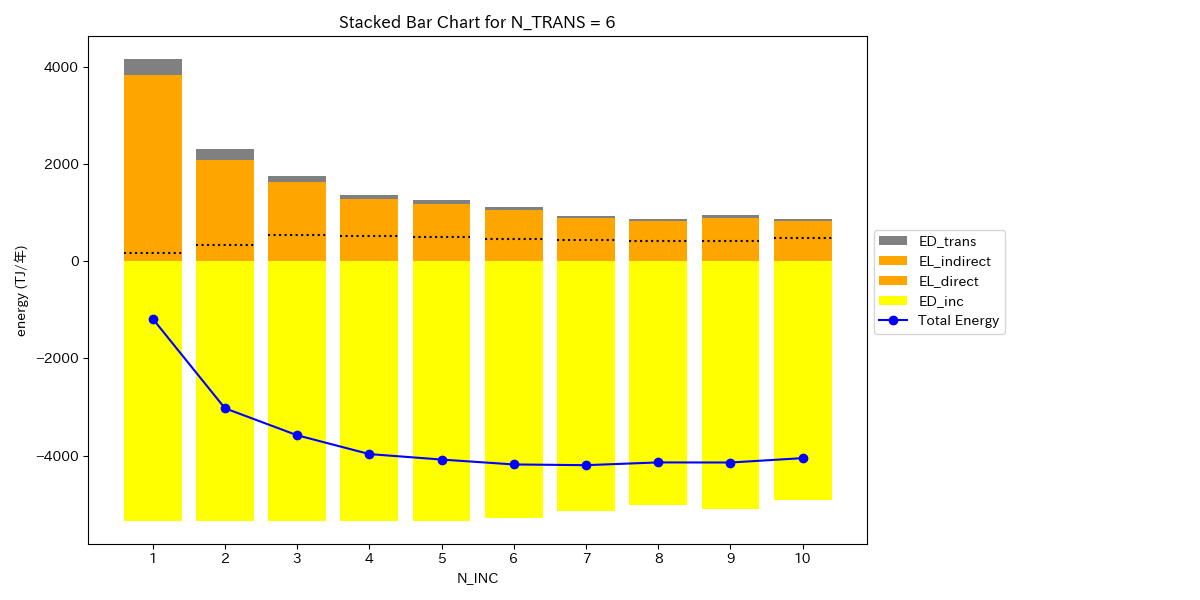 Stacked Bar Chart for N_TRANS = 6
energy (TJ/年)
4000
2000
0
−2000
−4000
1 2 3 4 5 6 7 8 9 10
N_INC
ED_trans
EL_indirect
EL_direct
ED_inc
Total Energy